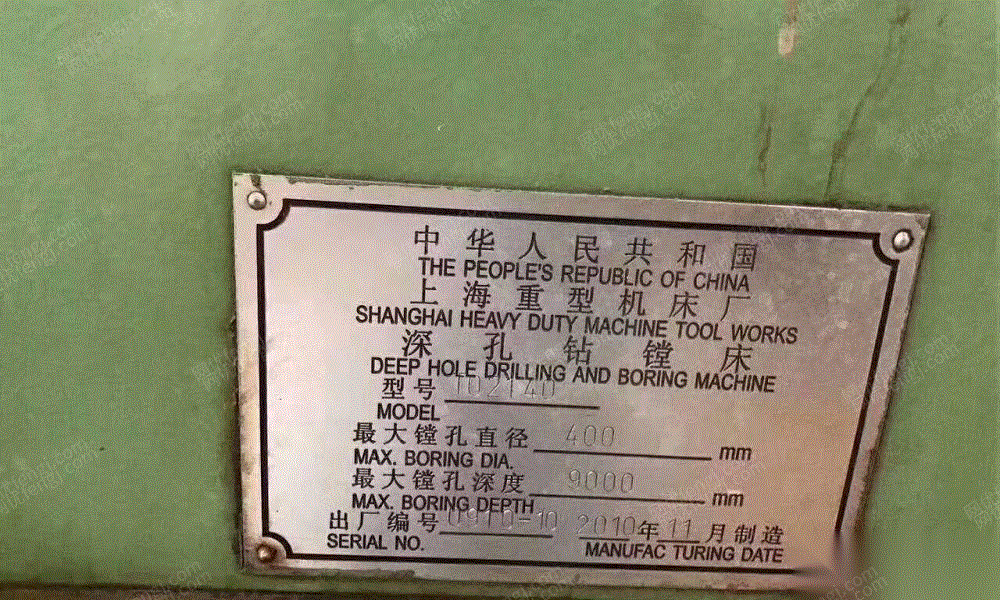 中华人民共和国
THE PEOPLE'S REPUBLIC OF CHINA
上海重型机床厂
SHANGHAI HEAVY DUTY MACHINE TOOL WORKS
深孔钻镗床
DEEP HOLE DRILLING AND BORING MACHINE
型号
MODEL
最大镗孔直径 400 mm
MAX. BORING DIA.
最大镗孔深度 9000 mm
MAX. BORING DEPTH
出厂编号 0910-10 2010年11月制造
SERIAL NO. MANUFAC TURING DATE